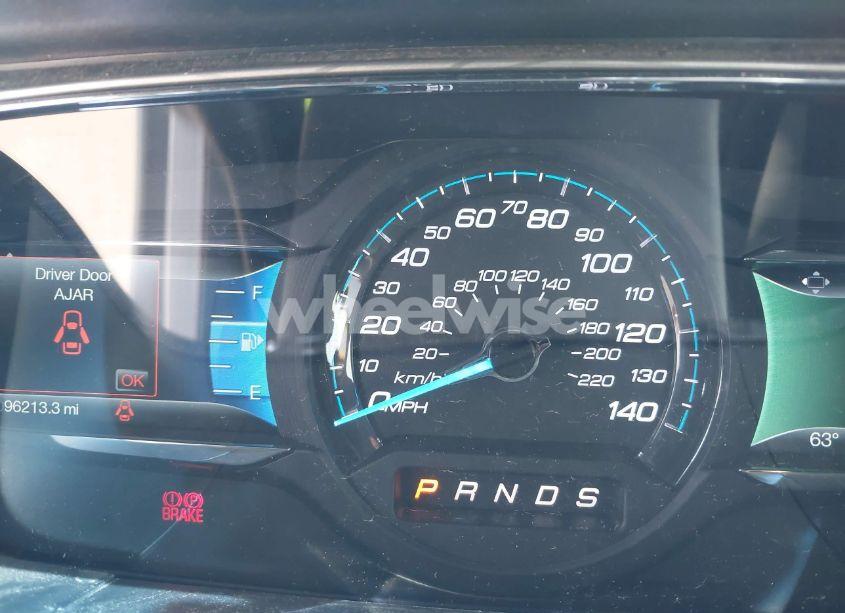 Driver Door
AJAR
OK
96213.3 mi
F
E
BRAKE
P
0 10 20 30 40 50 60 70 80 90 100 110 120 130 140
MPH
20 40 60 80 100 120 140 160 180 200 220
km/h
P R N D S
63°
wheelwise